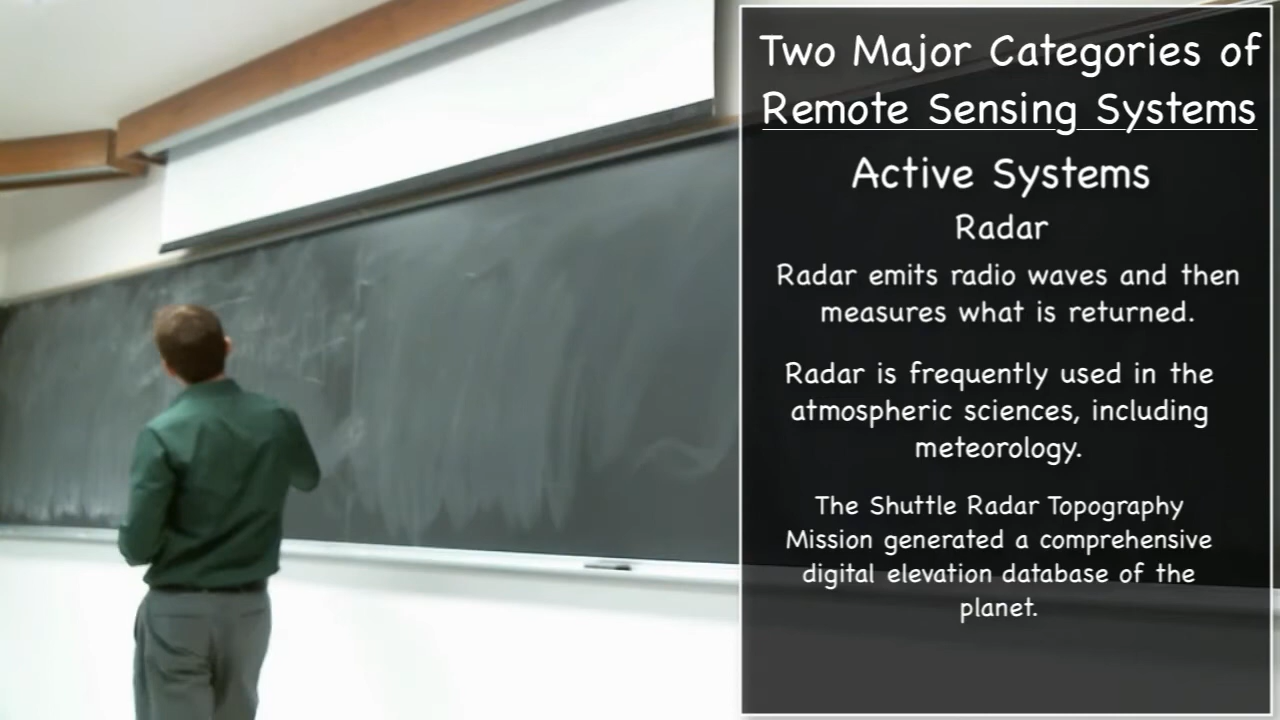 Two Major Categories of
Remote Sensing Systems
Active Systems
Radar
Radar emits radio waves and then
measures what is returned.
Radar is frequently used in the
atmospheric sciences, including
meteorology.
The Shuttle Radar Topography
Mission generated a comprehensive
digital elevation database of the
planet.